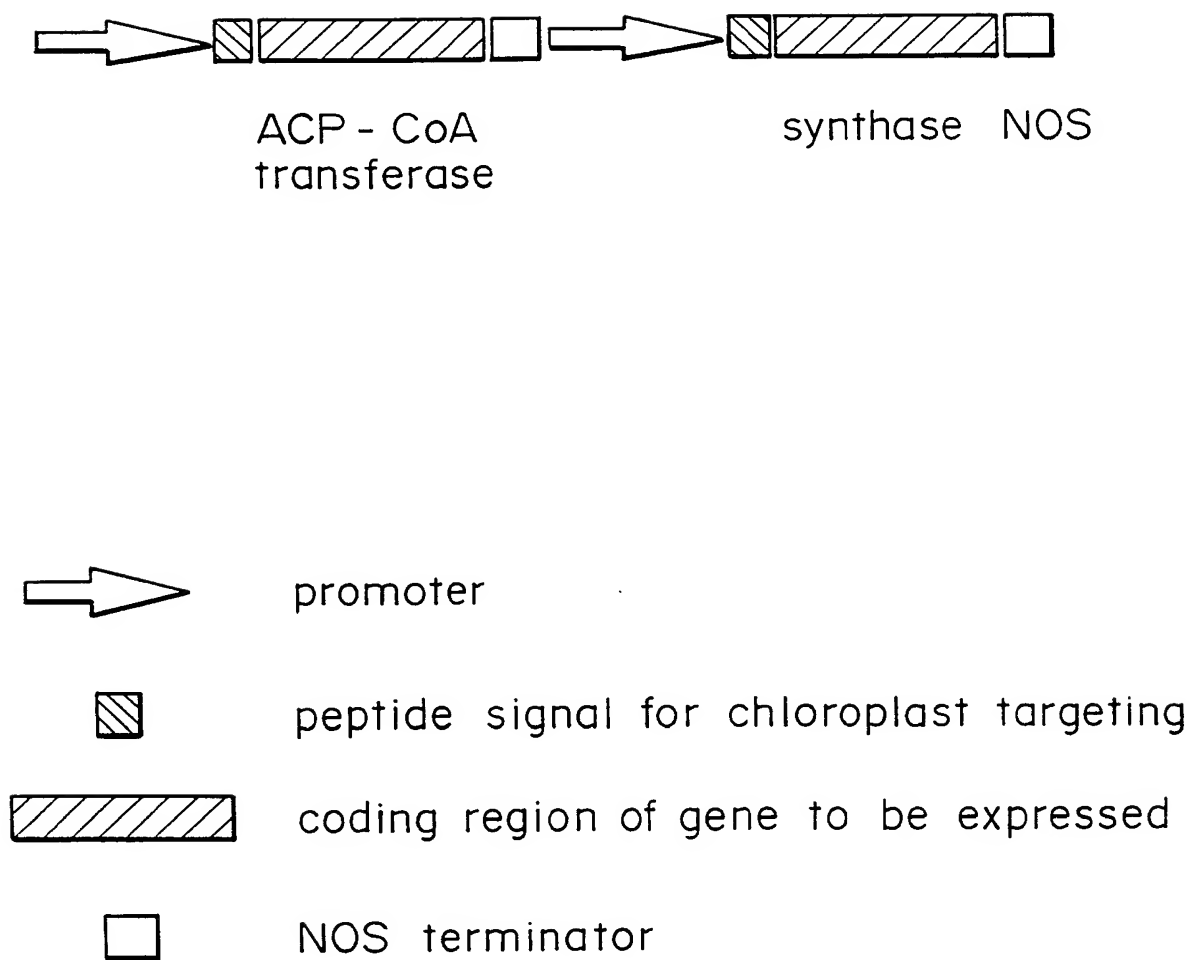 ACP - CoA
transferase
synthase NOS
promoter
peptide signal for chloroplast targeting
coding region of gene to be expressed
NOS terminator